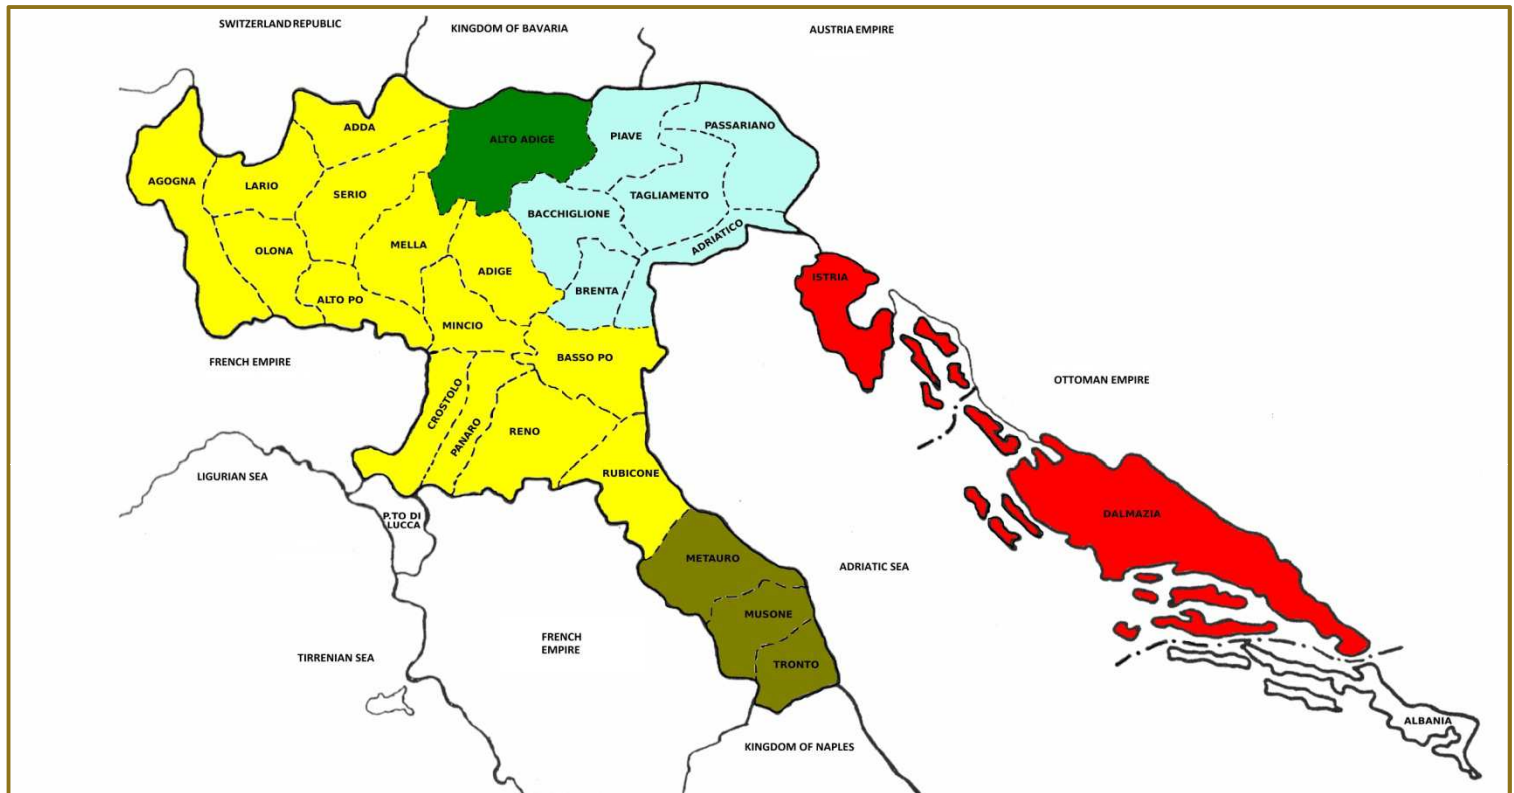 SWITZERLAND REPUBLIC
KINGDOM OF BAVARIA
AUSTRIA EMPIRE
ADDA
ALTO ADIGE
PIAVE
PASSARIANO
AGOGNA
LARIO
SERIO
TAGLIAMENTO
BACCHIGLIONE
ADRIATICO
OLONA
MELLA
ADIGE
BRENTA
ISTRIA
ALTO PO
MINCIO
BASSO PO
FRENCH EMPIRE
OTTOMAN EMPIRE
CROSTOLO
PANARO
RENO
RUBICONE
LIGURIAN SEA
P.TO DI
LUCCA
DALMAZIA
METAURO
ADRIATIC SEA
MUSONE
FRENCH
EMPIRE
TIRRENIAN SEA
TRONTO
ALBANIA
KINGDOM OF NAPLES